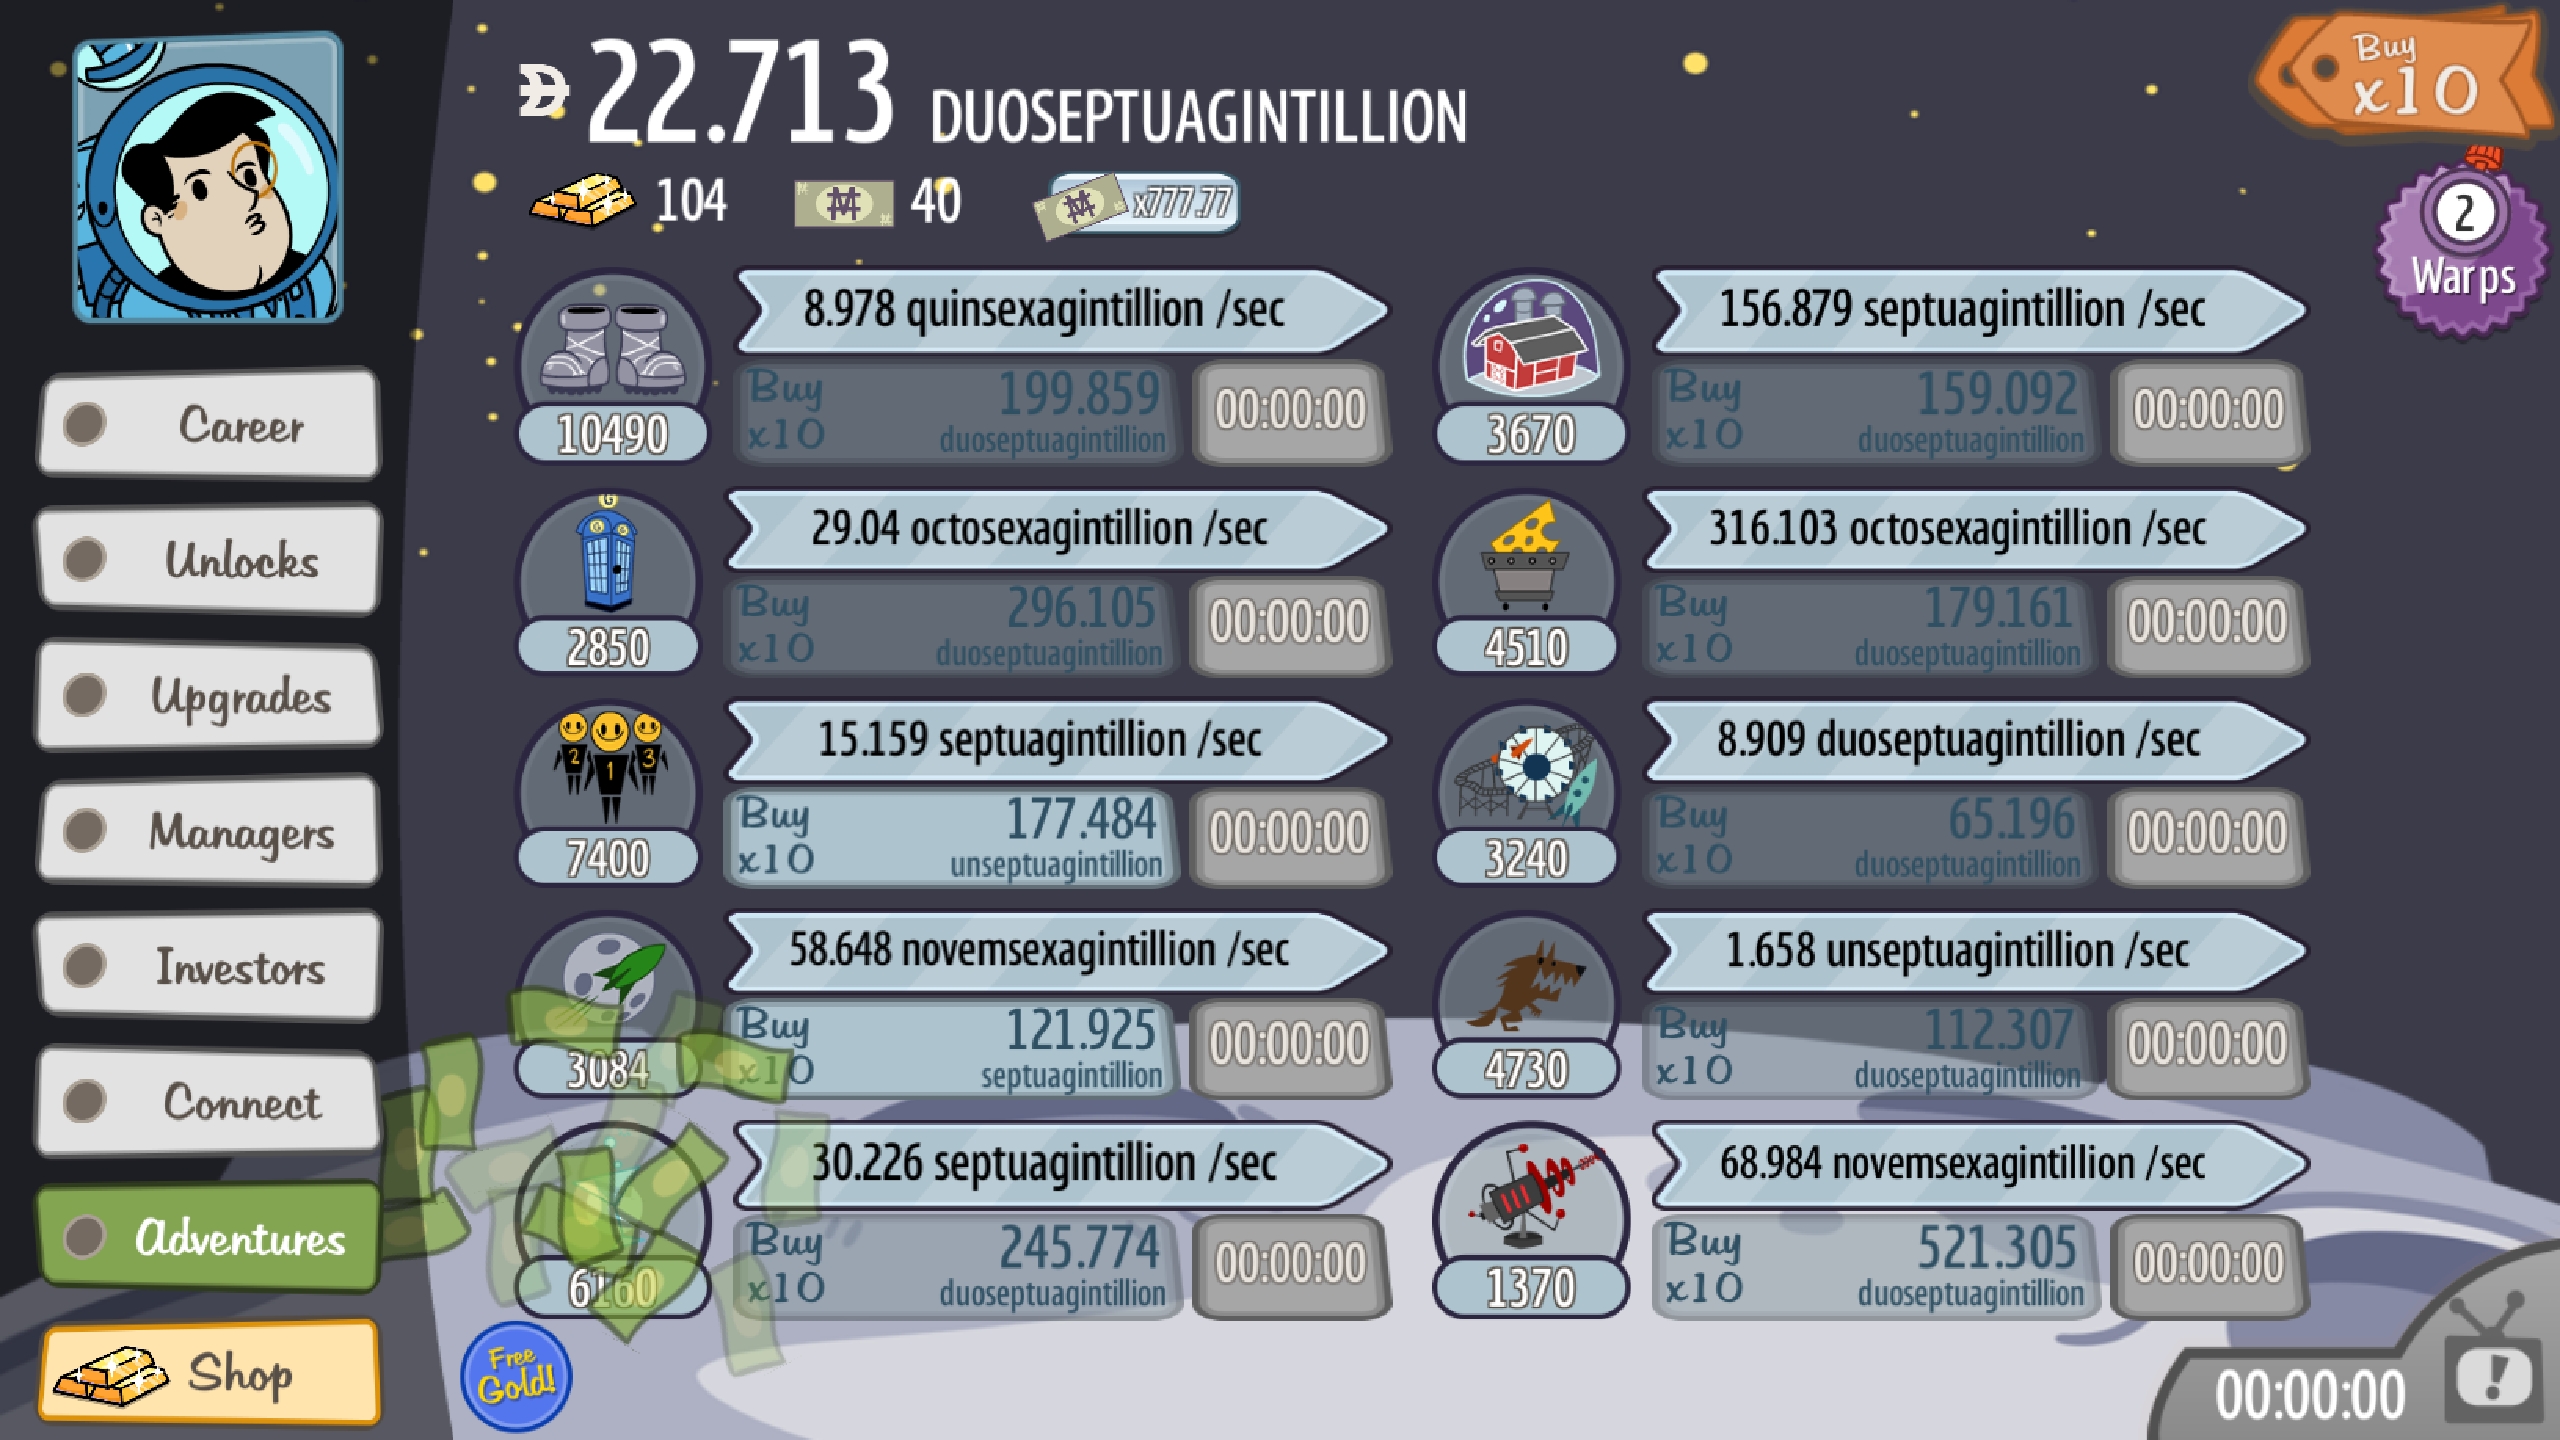 22.713 DUOSEPTUAGINTILLION
Buy
x10
104
40
x777.77
2
Warps
8.978 quinsexagintillion /sec
Buy
x10
199.859
duoseptuagintillion
00:00:00
10490
156.879 septuagintillion /sec
Buy
x10
159.092
duoseptuagintillion
00:00:00
3670
29.04 octosexagintillion /sec
Buy
x10
296.105
duoseptuagintillion
00:00:00
2850
316.103 octosexagintillion /sec
Buy
x10
179.161
duoseptuagintillion
00:00:00
4510
15.159 septuagintillion /sec
2 1 3
Buy
x10
177.484
unseptuagintillion
00:00:00
7400
8.909 duoseptuagintillion /sec
Buy
x10
65.196
duoseptuagintillion
00:00:00
3240
58.648 novemsexagintillion /sec
Buy
x10
121.925
septuagintillion
00:00:00
3084
1.658 unseptuagintillion /sec
Buy
x10
112.307
duoseptuagintillion
00:00:00
4730
30.226 septuagintillion /sec
Buy
x10
245.774
duoseptuagintillion
00:00:00
6160
68.984 novemsexagintillion /sec
Buy
x10
521.305
duoseptuagintillion
00:00:00
1370
Career
Unlocks
Upgrades
Managers
Investors
Connect
Adventures
Shop
Free
Gold!
00:00:00
!